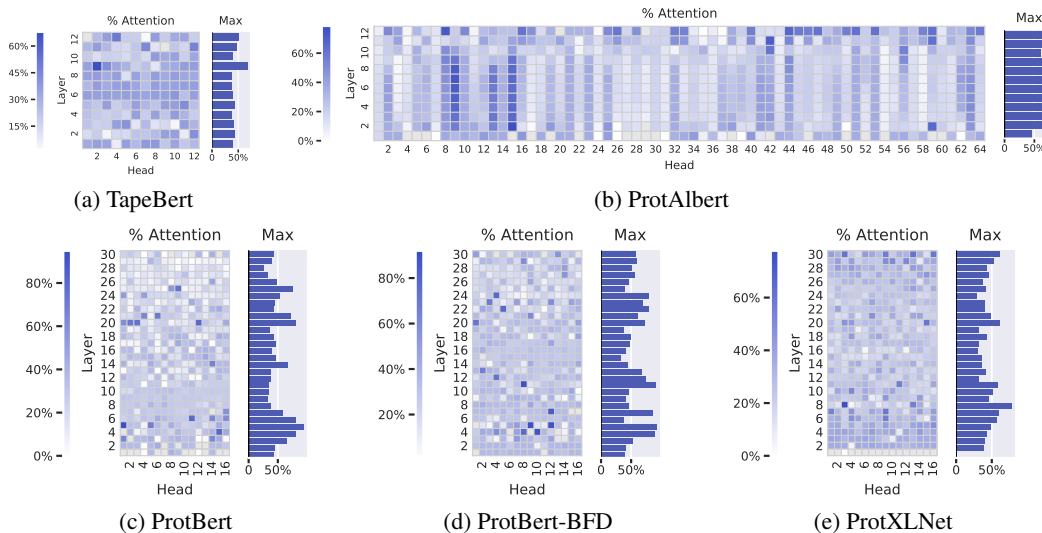 % Attention
Max
60%
45%
30%
15%
Layer
12
10
8
6
4
2
2 4 6 8 10 12
Head
0 50%
(a) TapeBert
% Attention
Max
60%
40%
20%
0%
Layer
12
10
8
6
4
2
2 4 6 8 10 12 14 16 18 20 22 24 26 28 30 32 34 36 38 40 42 44 46 48 50 52 54 56 58 60 62 64
Head
0 50%
(b) ProtAlbert
% Attention
Max
80%
60%
40%
20%
0%
Layer
30
28
26
24
22
20
18
16
14
12
10
8
6
4
2
2 4 6 8 10 12 14 16
Head
0 50%
(c) ProtBert
% Attention
Max
80%
60%
40%
20%
Layer
30
28
26
24
22
20
18
16
14
12
10
8
6
4
2
2 4 6 8 10 12 14 16
Head
0 50%
(d) ProtBert-BFD
% Attention
Max
60%
40%
20%
0%
Layer
30
28
26
24
22
20
18
16
14
12
10
8
6
4
2
2 4 6 8 10 12 14 16
Head
0 50%
(e) ProtXLNet